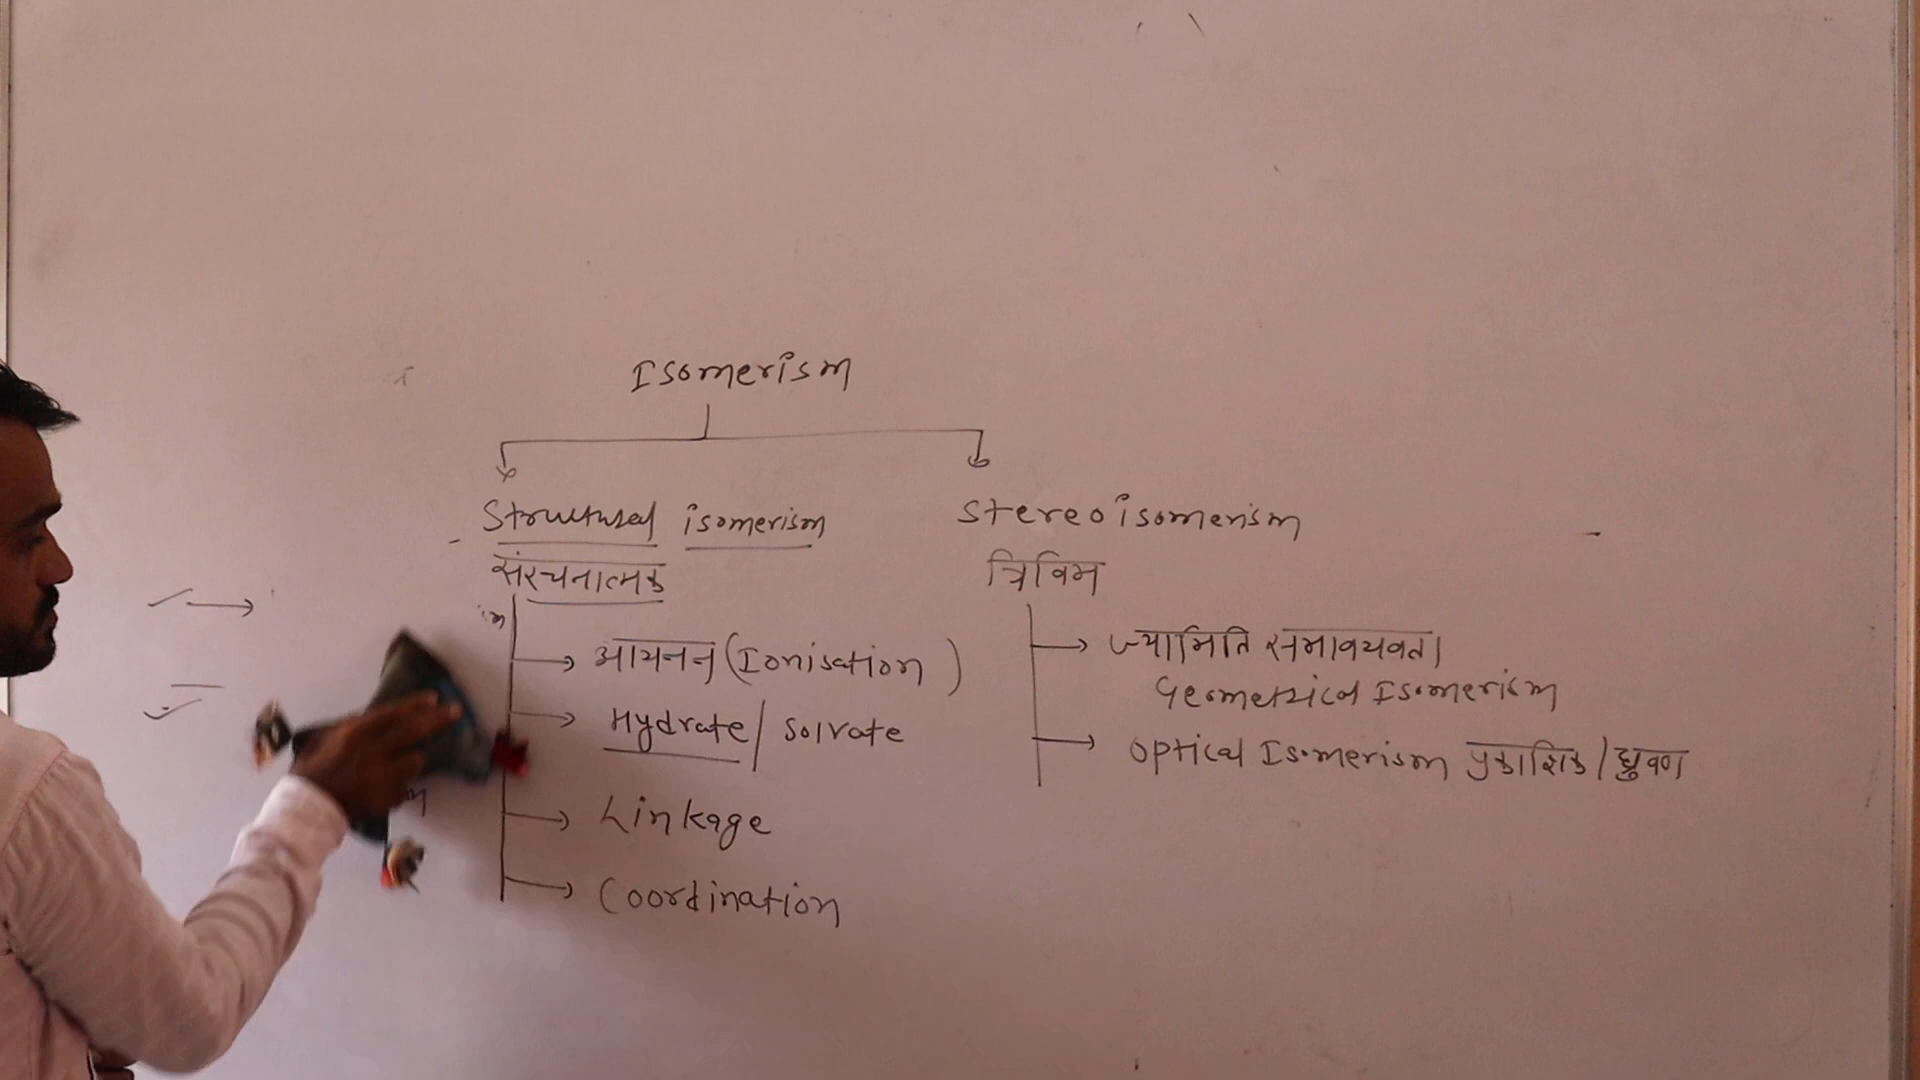 Isomerism
Structural isomerism
संरचनात्मक
आयनन (Ionisation)
Hydrate / Solvate
Linkage
Coordination
Stereoisomerism
त्रिविम
ज्यामिति समावयवता
Geometrical Isomerism
Optical Isomerism प्रकाशिक / ध्रुवण